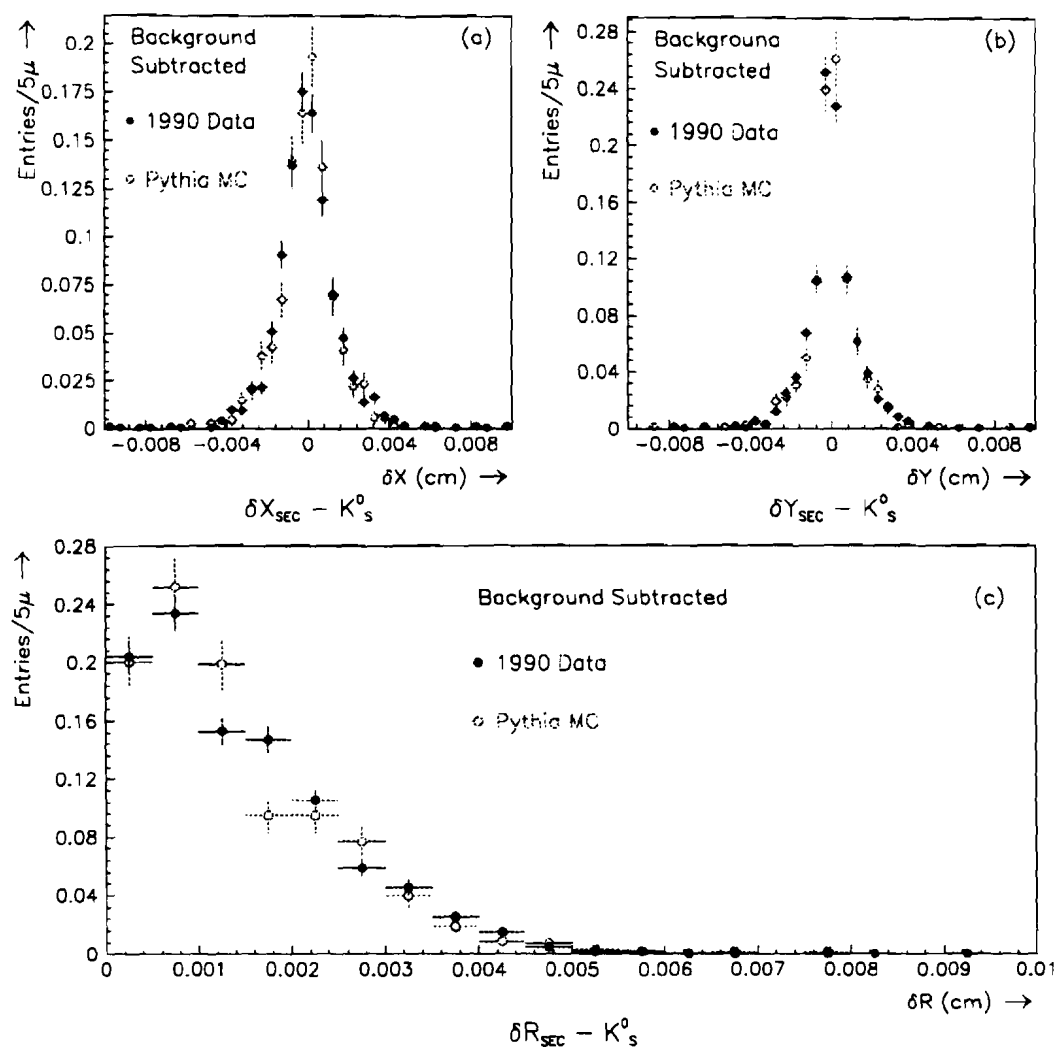 Entries/5μ →
0.2
0.175
0.15
0.125
0.1
0.075
0.05
0.025
0
Background
Subtracted
(a)
1990 Data
Pythia MC
-0.008 -0.004 0 0.004 0.008
δX (cm) →
δX_SEC – K⁰_S
Entries/5μ →
0.28
0.24
0.2
0.16
0.12
0.08
0.04
0
Background
Subtracted
(b)
1990 Data
Pythia MC
-0.008 -0.004 0 0.004 0.008
δY (cm) →
δY_SEC – K⁰_S
Entries/5μ →
0.28
0.24
0.2
0.16
0.12
0.08
0.04
0
Background Subtracted
(c)
1990 Data
Pythia MC
0 0.001 0.002 0.003 0.004 0.005 0.006 0.007 0.008 0.009 0.01
δR (cm) →
δR_SEC – K⁰_S